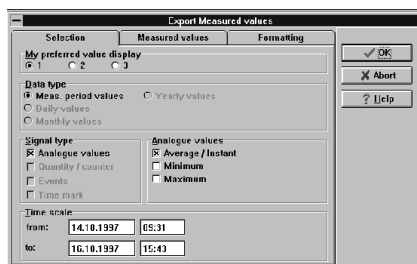 Export Measured values
Selection Measured values Formatting
My preferred value display
1 2 3
Data type
Meas. period values Yearly values
Daily values
Monthly values
Signal type
Analogue values
Quantity / counter
Events
Time mark
Analogue values
Average / Instant
Minimum
Maximum
Time scale
from: 14.10.1997 09:31
to: 16.10.1997 15:43
OK
Abort
? Help